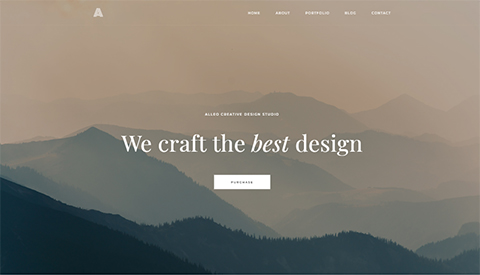 A
HOME ABOUT PORTFOLIO BLOG CONTACT
ALLEO CREATIVE DESIGN STUDIO
We craft the best design
PURCHASE